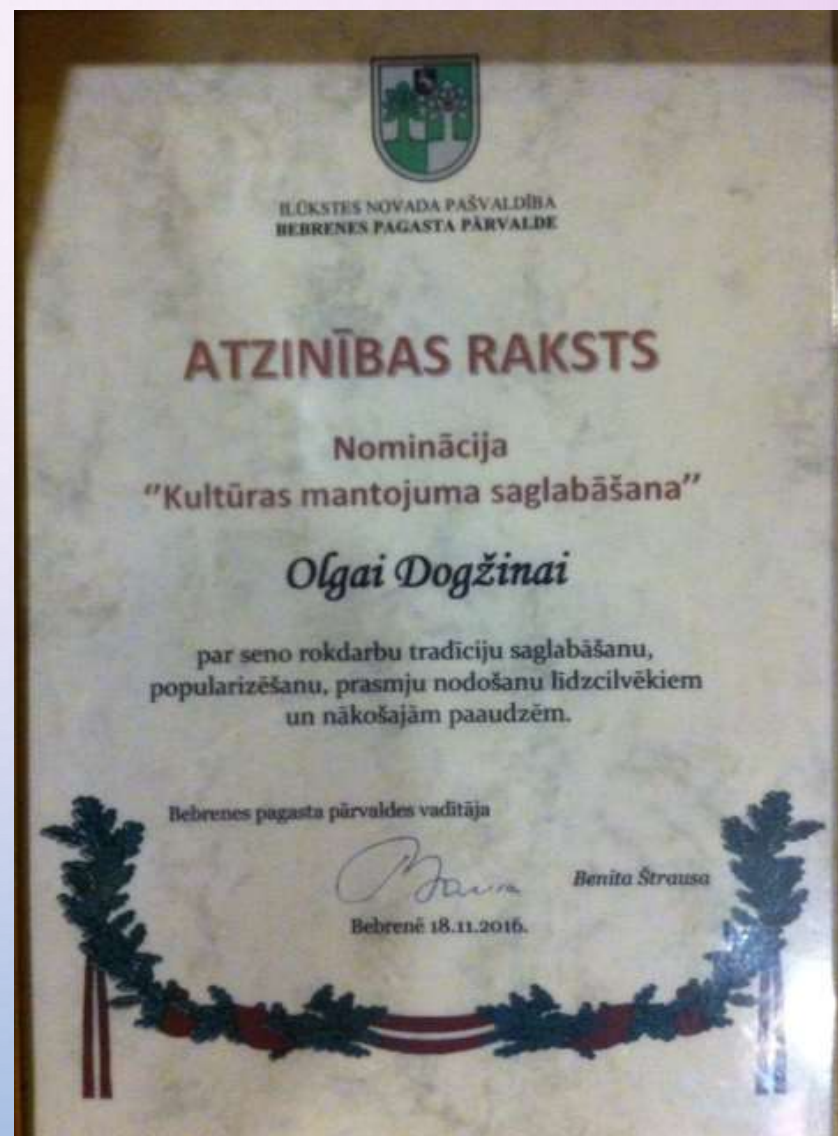 ILŪKSTES NOVADA PAŠVALDĪBA
BEBRENES PAGASTA PĀRVALDE
ATZINĪBAS RAKSTS
Nominācija
"Kultūras mantojuma saglabāšana"
Olgai Dogžinai
par seno rokdarbu tradīciju saglabāšanu,
popularizēšanu, prasmju nodošanu līdzcilvēkiem
un nākošajām paaudzēm.
Bebrenes pagasta pārvaldes vadītāja
Benita Štrausa
Bebrenē 18.11.2016.